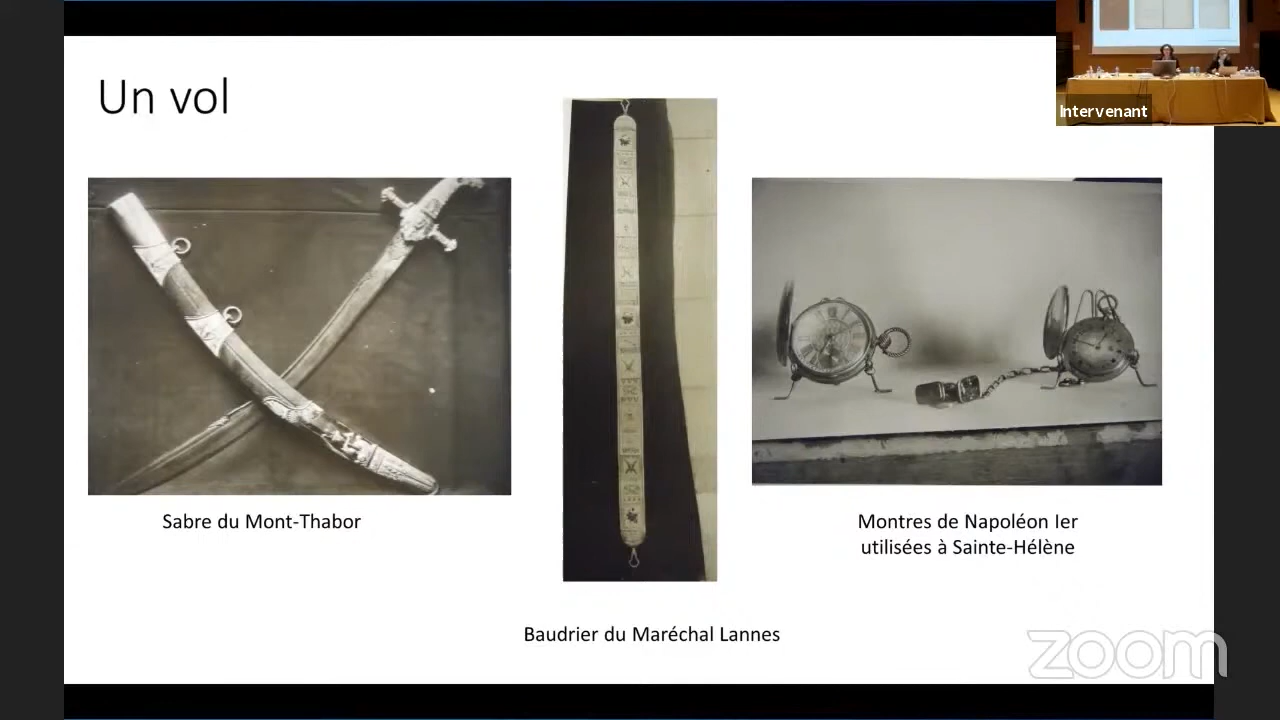 Un vol
Intervenant
Sabre du Mont-Thabor
Montres de Napoléon Ier
utilisées à Sainte-Hélène
Baudrier du Maréchal Lannes
zoom